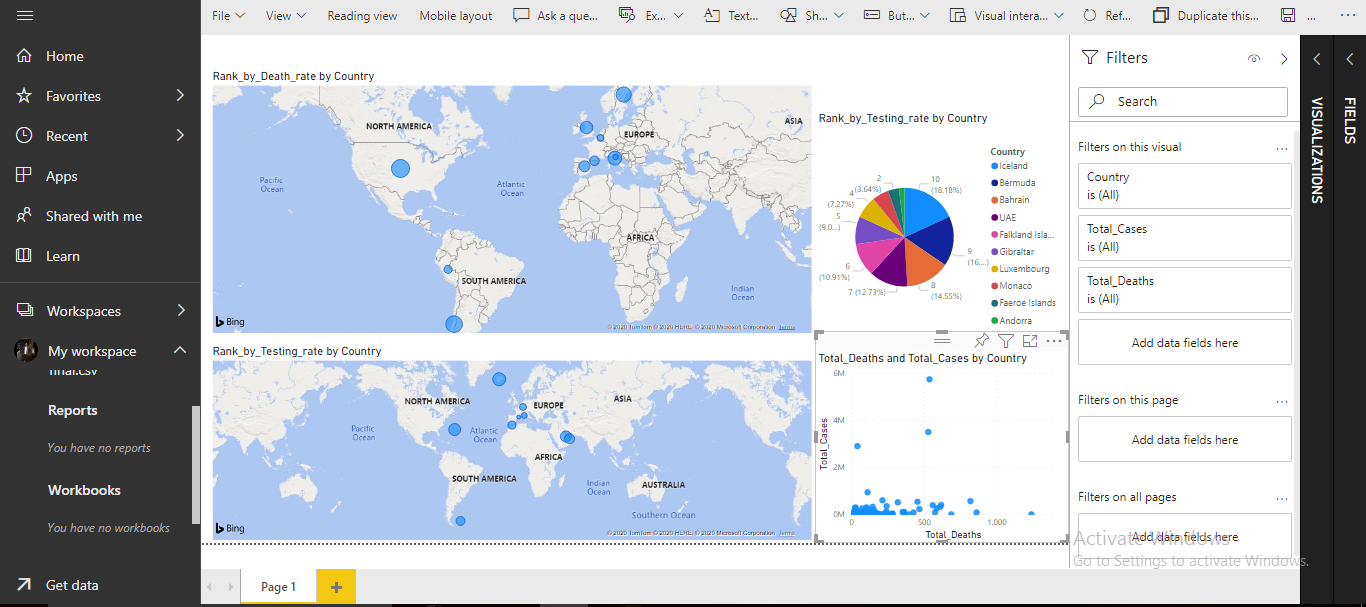 File View Reading view Mobile layout Ask a que... Ex... Text... Sh... But... Visual intera... Ref... Duplicate this... ... ...
Home
Favorites
Recent
Apps
Shared with me
Learn
Workspaces
My workspace
final.csv
Reports
You have no reports
Workbooks
You have no workbooks
Get data
Rank_by_Death_rate by Country
NORTH AMERICA
EUROPE
ASIA
Pacific
Ocean
Atlantic
Ocean
AFRICA
SOUTH AMERICA
Indian
Ocean
Bing
© 2020 TomTom © 2020 HERE, © 2020 Microsoft Corporation Terms
Rank_by_Testing_rate by Country
NORTH AMERICA
EUROPE
ASIA
Pacific
Ocean
Atlantic
Ocean
AFRICA
SOUTH AMERICA
Indian
Ocean
AUSTRALIA
Southern Ocean
Bing
© 2020 TomTom © 2020 HERE, © 2020 Microsoft Corporation Terms
Rank_by_Testing_rate by Country
10
(18.18%)
9
(16....)
8
(14.55%)
7 (12.73%)
6
(10.91%)
5
(9.0...)
4
(7.27%)
2
(3.64%)
Country
Iceland
Bermuda
Bahrain
UAE
Falkland Isla...
Gibraltar
Luxembourg
Monaco
Faeroe Islands
Andorra
...
Total_Deaths and Total_Cases by Country
6M
4M
2M
0M
Total_Cases
0 500 1,000
Total_Deaths
Filters
Search
Filters on this visual ...
Country
is (All)
Total_Cases
is (All)
Total_Deaths
is (All)
Add data fields here
Filters on this page ...
Add data fields here
Filters on all pages ...
Add data fields here
VISUALIZATIONS
FIELDS
Activate Windows
Go to Settings to activate Windows.
Page 1 +